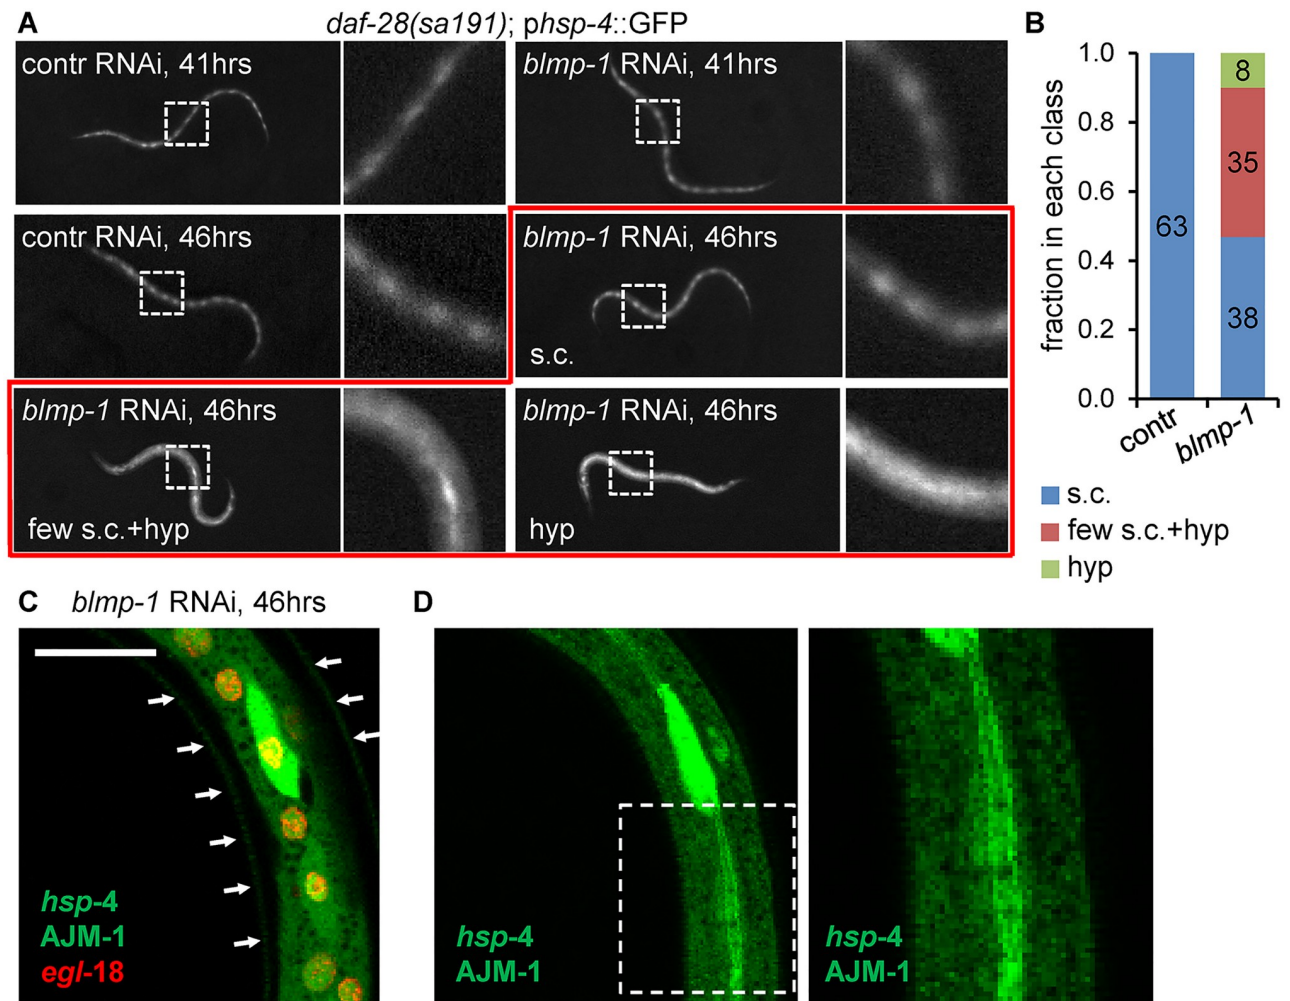 A
daf-28(sa191); phsp-4::GFP
contr RNAi, 41hrs
blmp-1 RNAi, 41hrs
contr RNAi, 46hrs
blmp-1 RNAi, 46hrs
s.c.
blmp-1 RNAi, 46hrs
few s.c.+hyp
blmp-1 RNAi, 46hrs
hyp
B
fraction in each class
1.0
0.8
0.6
0.4
0.2
0.0
63
8
35
38
contr
blmp-1
s.c.
few s.c.+hyp
hyp
C
blmp-1 RNAi, 46hrs
hsp-4
AJM-1
egl-18
D
hsp-4
AJM-1
hsp-4
AJM-1